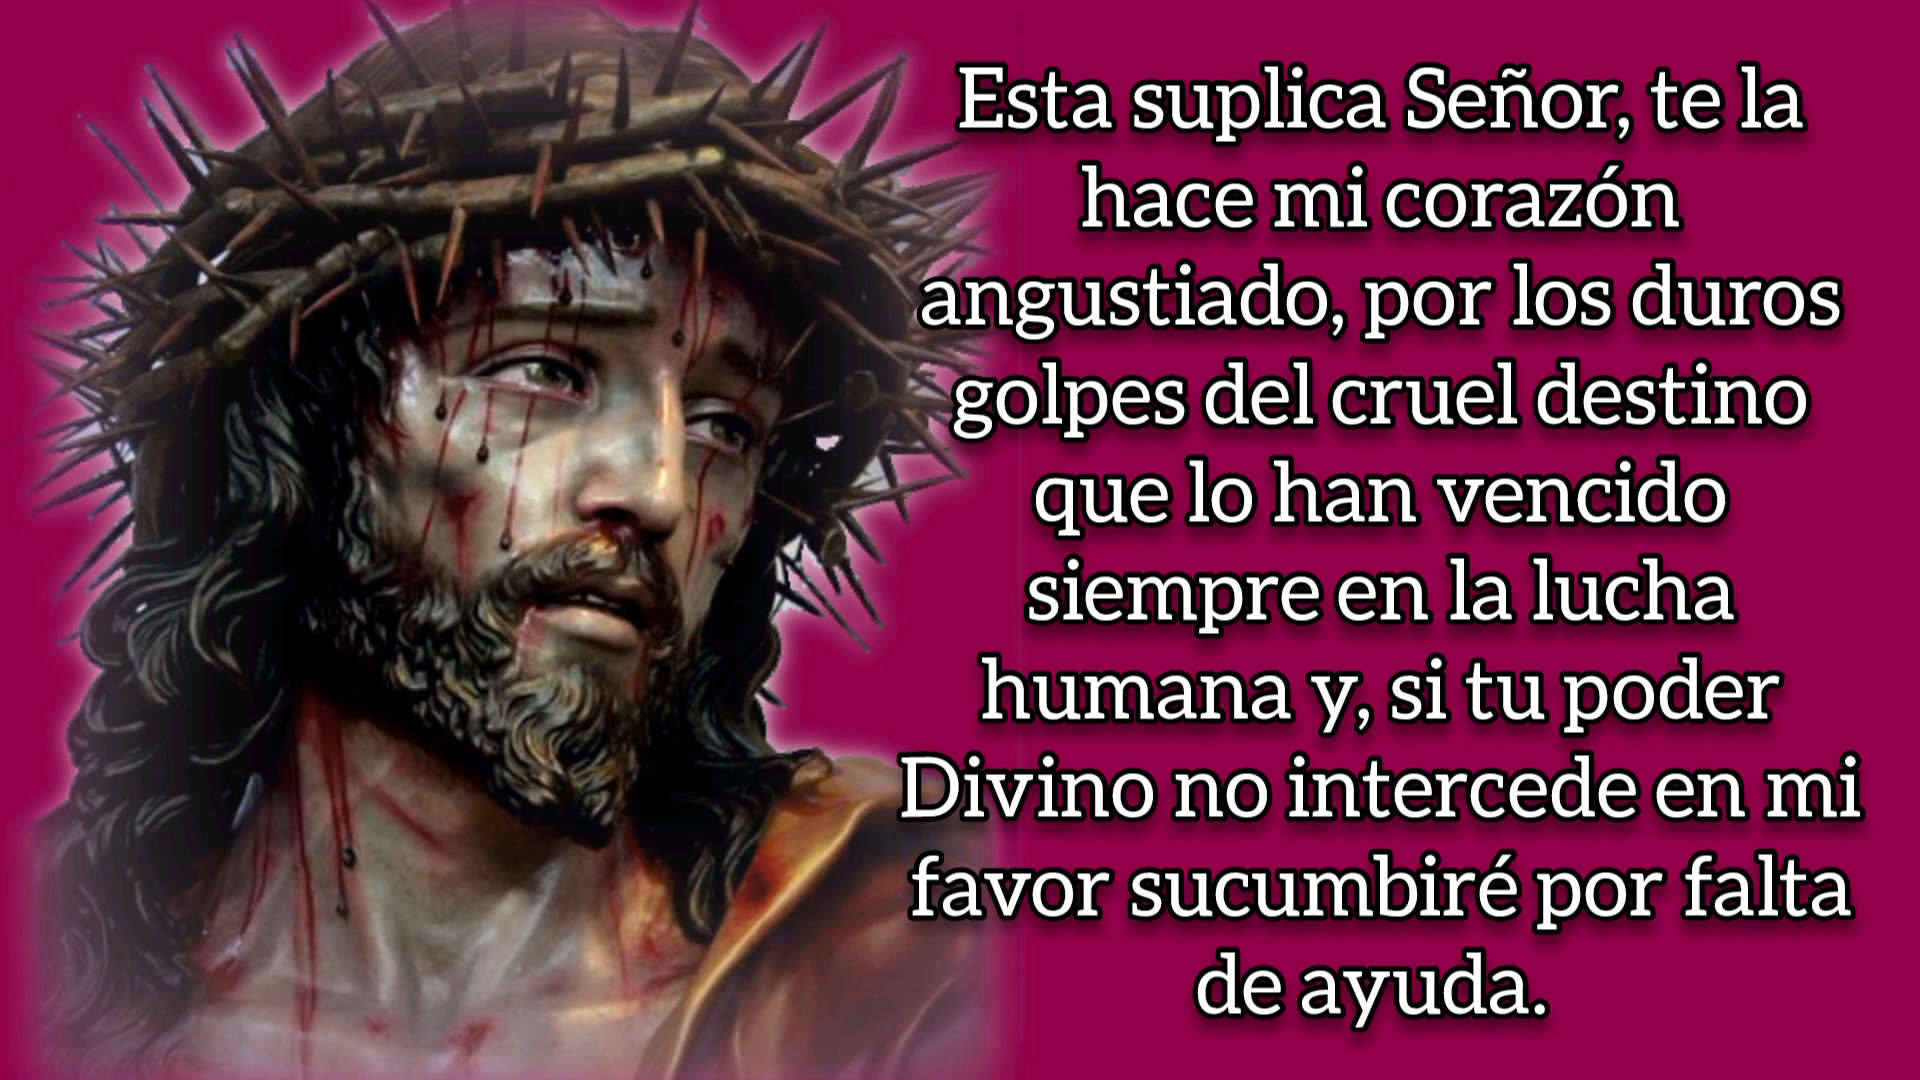 Esta suplica Señor, te la
hace mi corazón
angustiado, por los duros
golpes del cruel destino
que lo han vencido
siempre en la lucha
humana y, si tu poder
Divino no intercede en mi
favor sucumbiré por falta
de ayuda.